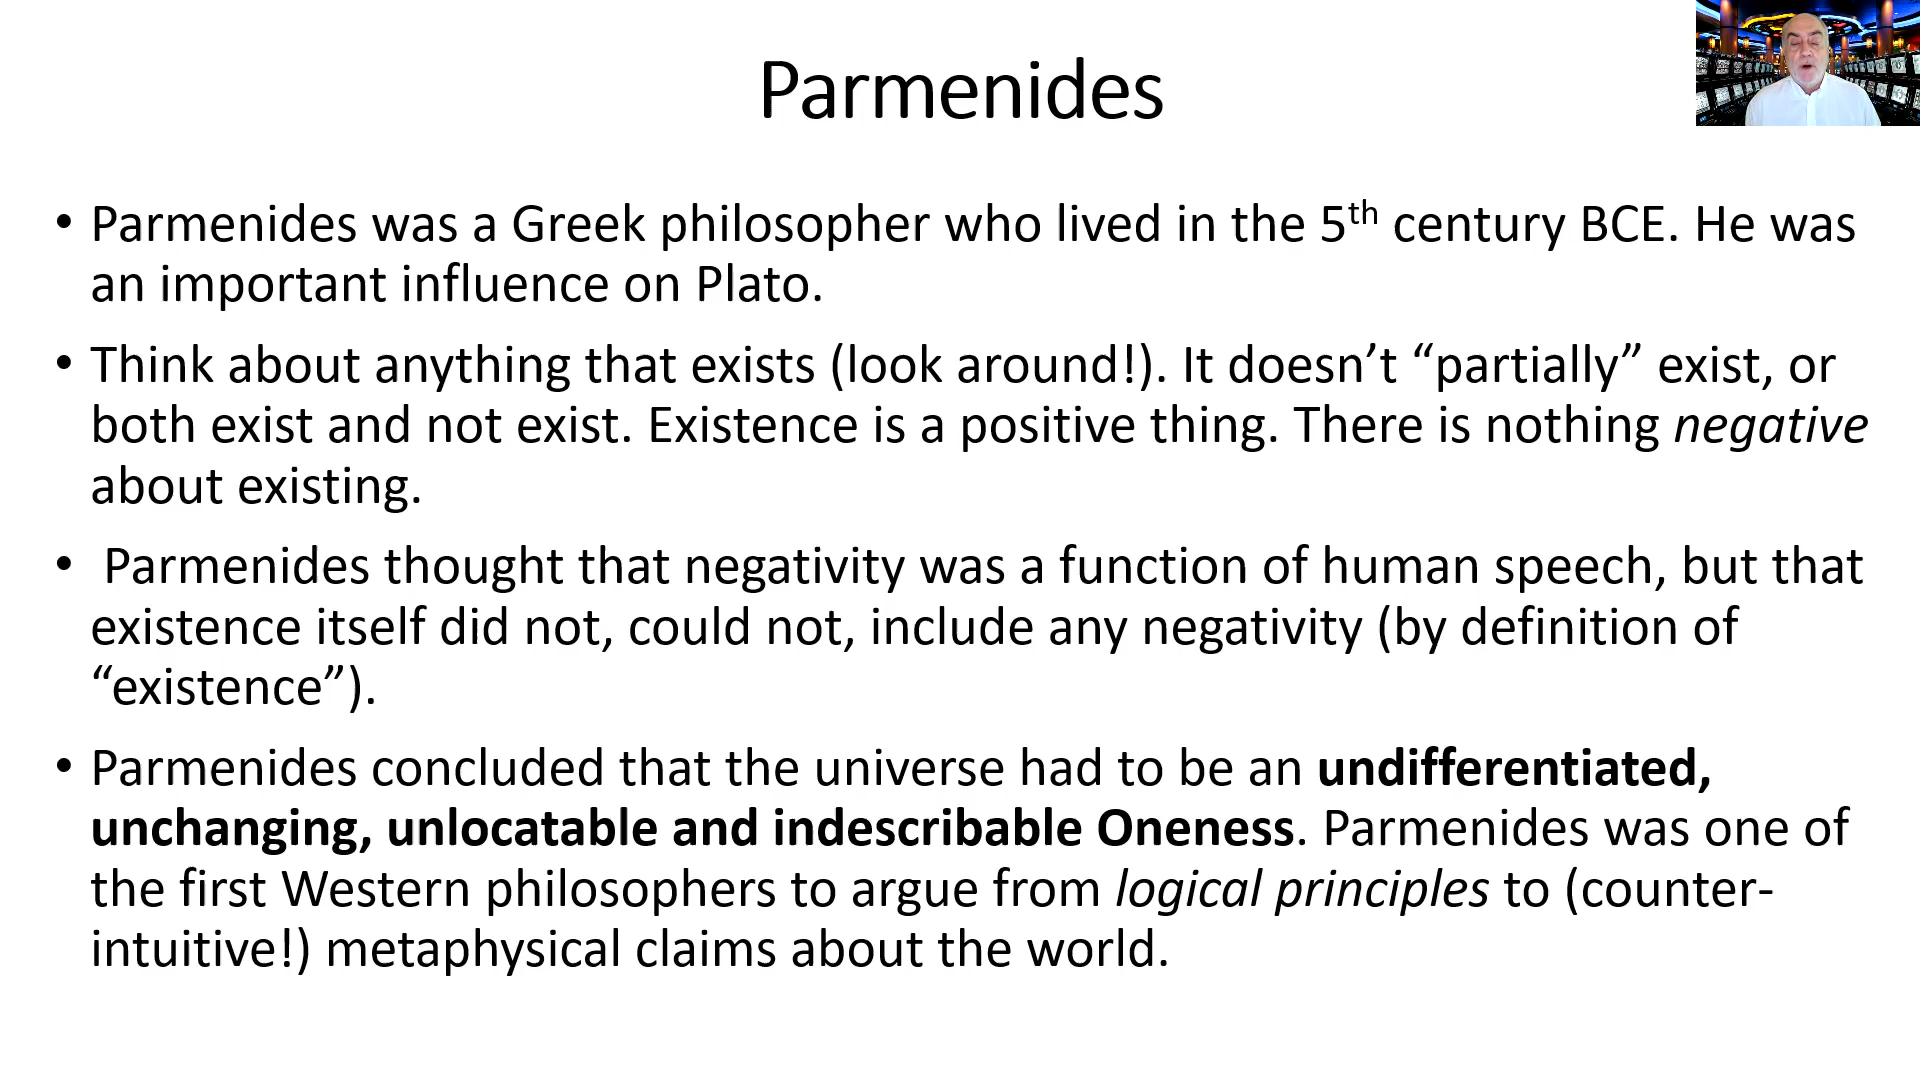 Parmenides
• Parmenides was a Greek philosopher who lived in the 5th century BCE. He was
an important influence on Plato.
• Think about anything that exists (look around!). It doesn’t “partially” exist, or
both exist and not exist. Existence is a positive thing. There is nothing negative
about existing.
• Parmenides thought that negativity was a function of human speech, but that
existence itself did not, could not, include any negativity (by definition of
“existence”).
• Parmenides concluded that the universe had to be an undifferentiated,
unchanging, unlocatable and indescribable Oneness. Parmenides was one of
the first Western philosophers to argue from logical principles to (counter-
intuitive!) metaphysical claims about the world.